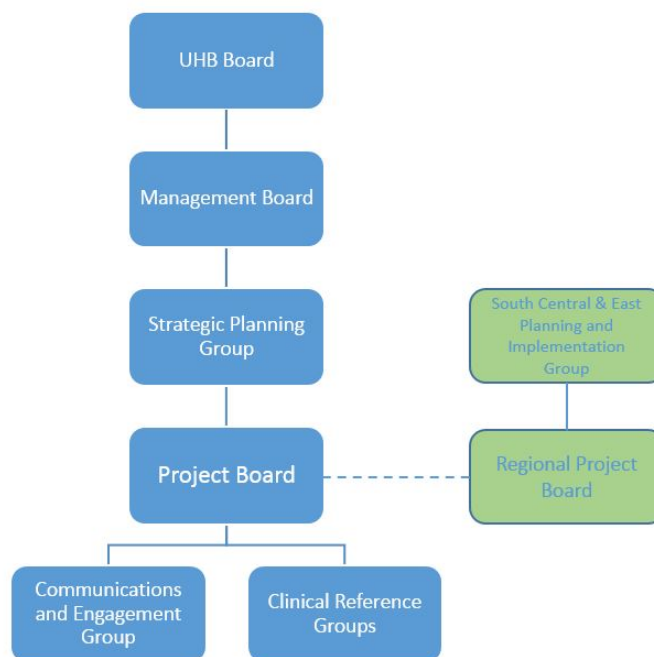 UHB Board
Management Board
Strategic Planning
Group
South Central & East
Planning and
Implementation
Group
Project Board
Regional Project
Board
Communications
and Engagement
Group
Clinical Reference
Groups